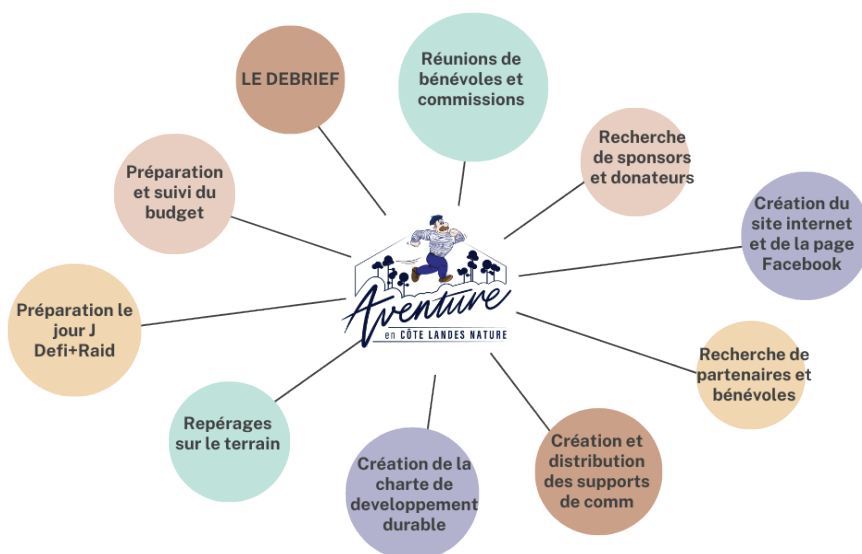 LE DEBRIEF
Réunions de
bénévoles et
commissions
Recherche
de sponsors
et donateurs
Préparation
et suivi du
budget
Création du
site internet
et de la page
Facebook
Aventure
en CÔTE LANDES NATURE
Préparation le
jour J
Defi+Raid
Recherche de
partenaires et
bénévoles
Repérages
sur le terrain
Création de la
charte de
developpement
durable
Création et
distribution
des supports
de comm